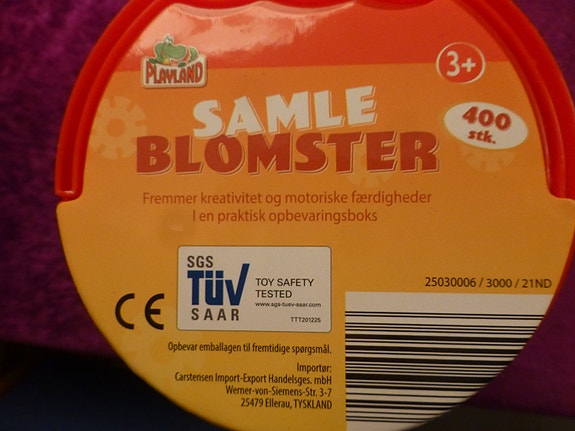 PLAYLAND
3+
SAMLE
BLOMSTER
400
stk.
Fremmer kreativitet og motoriske færdigheder
I en praktisk opbevaringsboks
SGS
TÜV
SAAR
TOY SAFETY
TESTED
www.sgs-tuev-saar.com
TTT201225
25030006 / 3000 / 21ND
CE
Opbevar emballagen til fremtidige spørgsmål.
Importør:
Carstensen Import-Export Handelsges. mbH
Werner-von-Siemens-Str. 3-7
25479 Ellerau, TYSKLAND